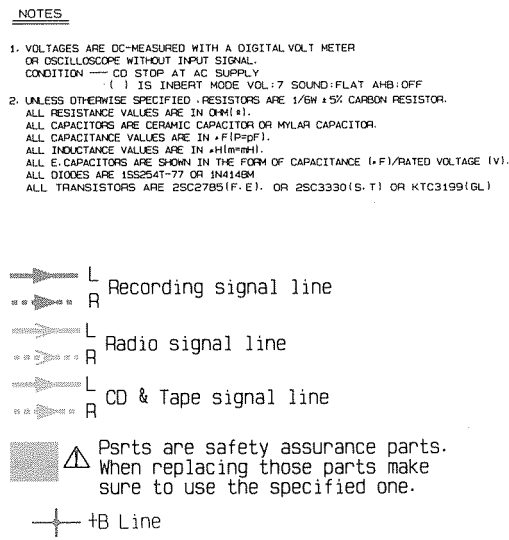 NOTES
1. VOLTAGES ARE DC-MEASURED WITH A DIGITAL VOLT METER
OR OSCILLOSCOPE WITHOUT INPUT SIGNAL.
CONDITION — CD STOP AT AC SUPPLY
( ) IS INBERT MODE VOL:7 SOUND:FLAT AHB:OFF
2. UNLESS OTHERWISE SPECIFIED .RESISTORS ARE 1/6W ±5% CARBON RESISTOR.
ALL RESISTANCE VALUES ARE IN OHM( ).
ALL CAPACITORS ARE CERAMIC CAPACITOR OR MYLAR CAPACITOR.
ALL CAPACITANCE VALUES ARE IN F(P=pF).
ALL INDUCTANCE VALUES ARE IN H(m=mH).
ALL E.CAPACITORS ARE SHOWN IN THE FORM OF CAPACITANCE ( F)/RATED VOLTAGE (V).
ALL DIODES ARE 1SS254T-77 OR 1N4148M
ALL TRANSISTORS ARE 2SC2785(F.E). OR 2SC3330(S.T) OR KTC3199(GL)
L
Recording signal line
R
L
Radio signal line
R
L
CD & Tape signal line
R
Psrts are safety assurance parts.
When replacing those parts make
sure to use the specified one.
+B Line